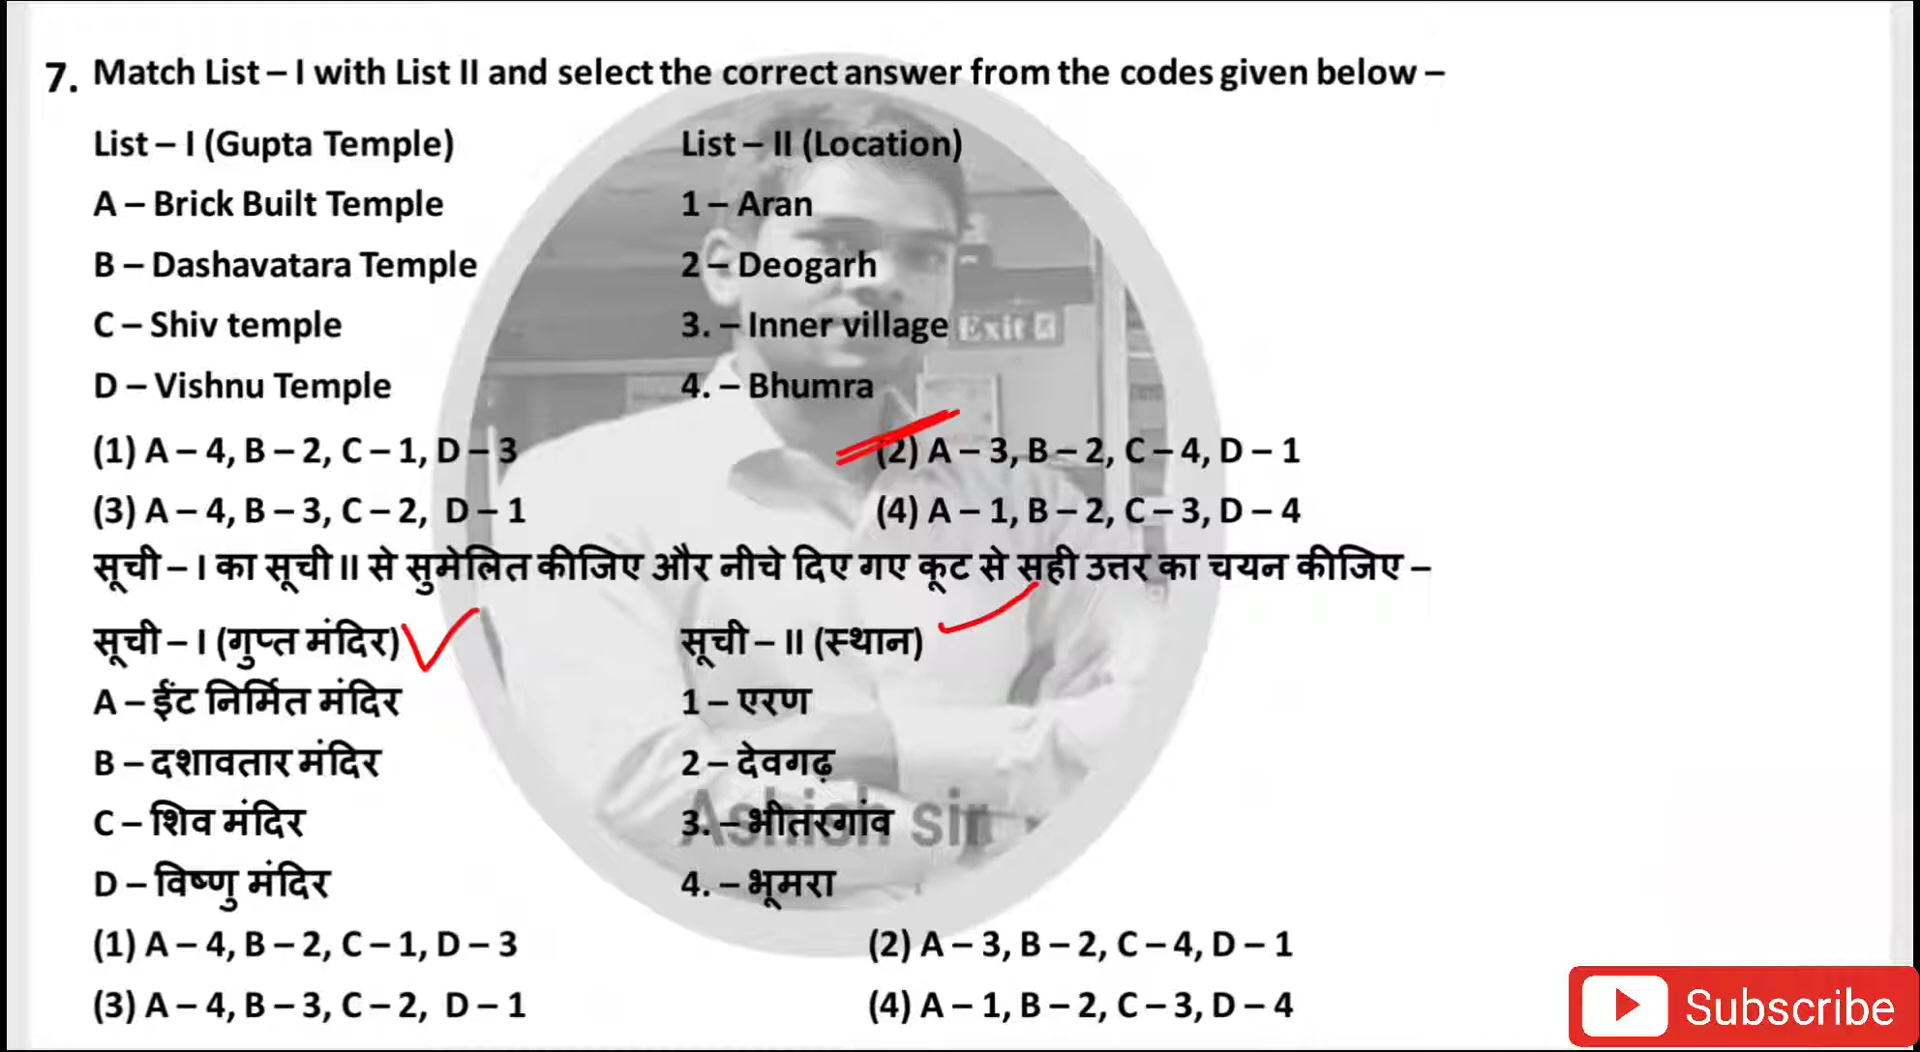 7. Match List – I with List II and select the correct answer from the codes given below –
List – I (Gupta Temple) List – II (Location)
A – Brick Built Temple 1 – Aran
B – Dashavatara Temple 2 – Deogarh
C – Shiv temple 3. – Inner village
Exit
D – Vishnu Temple 4. – Bhumra
(1) A – 4, B – 2, C – 1, D – 3 (2) A – 3, B – 2, C – 4, D – 1
(3) A – 4, B – 3, C – 2, D – 1 (4) A – 1, B – 2, C – 3, D – 4
सूची – I का सूची II से सुमेलित कीजिए और नीचे दिए गए कूट से सही उत्तर का चयन कीजिए –
सूची – I (गुप्त मंदिर) सूची – II (स्थान)
A – ईंट निर्मित मंदिर 1 – एरण
B – दशावतार मंदिर 2 – देवगढ़
C – शिव मंदिर 3. – भीतरगांव
Ashish sir
D – विष्णु मंदिर 4. – भूमरा
(1) A – 4, B – 2, C – 1, D – 3 (2) A – 3, B – 2, C – 4, D – 1
(3) A – 4, B – 3, C – 2, D – 1 (4) A – 1, B – 2, C – 3, D – 4
Subscribe